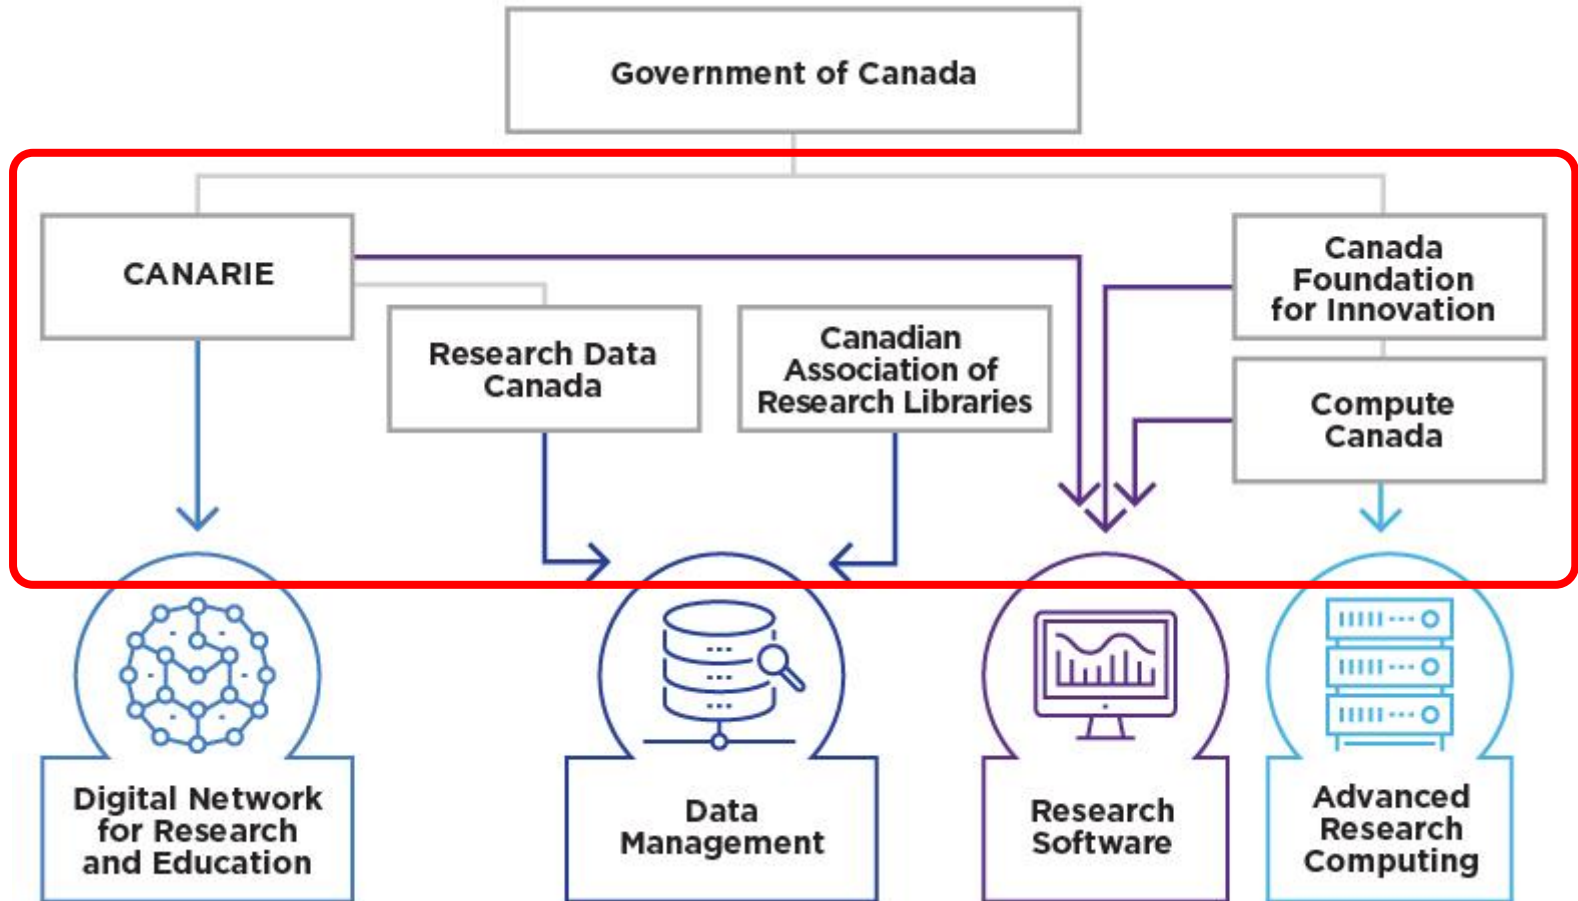 Government of Canada
CANARIE
Canada
Foundation
for Innovation
Research Data
Canada
Canadian
Association of
Research Libraries
Compute
Canada
Digital Network
for Research
and Education
Data
Management
Research
Software
Advanced
Research
Computing